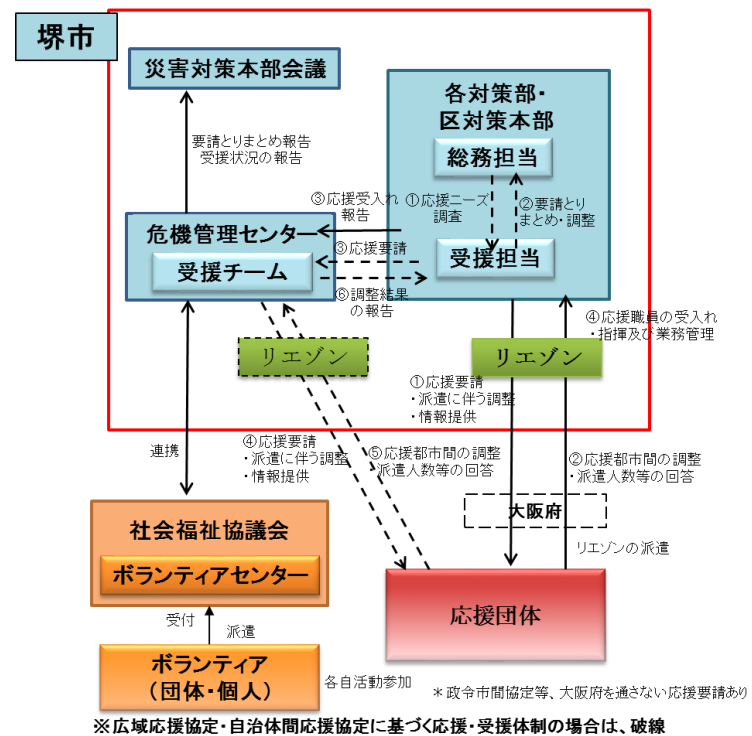 堺市
災害対策本部会議
各対策部・
区対策本部
総務担当
要請とりまとめ報告
受援状況の報告
③応援受入れ
報告
①応援ニーズ
調査
②要請とり
まとめ・調整
危機管理センター
受援チーム
③応援要請
受援担当
⑥調整結果
の報告
④応援職員の受入れ
・指揮及び業務管理
リエゾン
リエゾン
①応援要請
・派遣に伴う調整
・情報提供
連携
④応援要請
・派遣に伴う調整
・情報提供
⑤応援都市間の調整
・派遣人数等の回答
②応援都市間の調整
・派遣人数等の回答
大阪府
社会福祉協議会
ボランティアセンター
リエゾンの派遣
応援団体
受付
派遣
ボランティア
（団体・個人）
各自活動参加
＊政令市間協定等、大阪府を通さない応援要請あり
※広域応援協定・自治体間応援協定に基づく応援・受援体制の場合は、破線